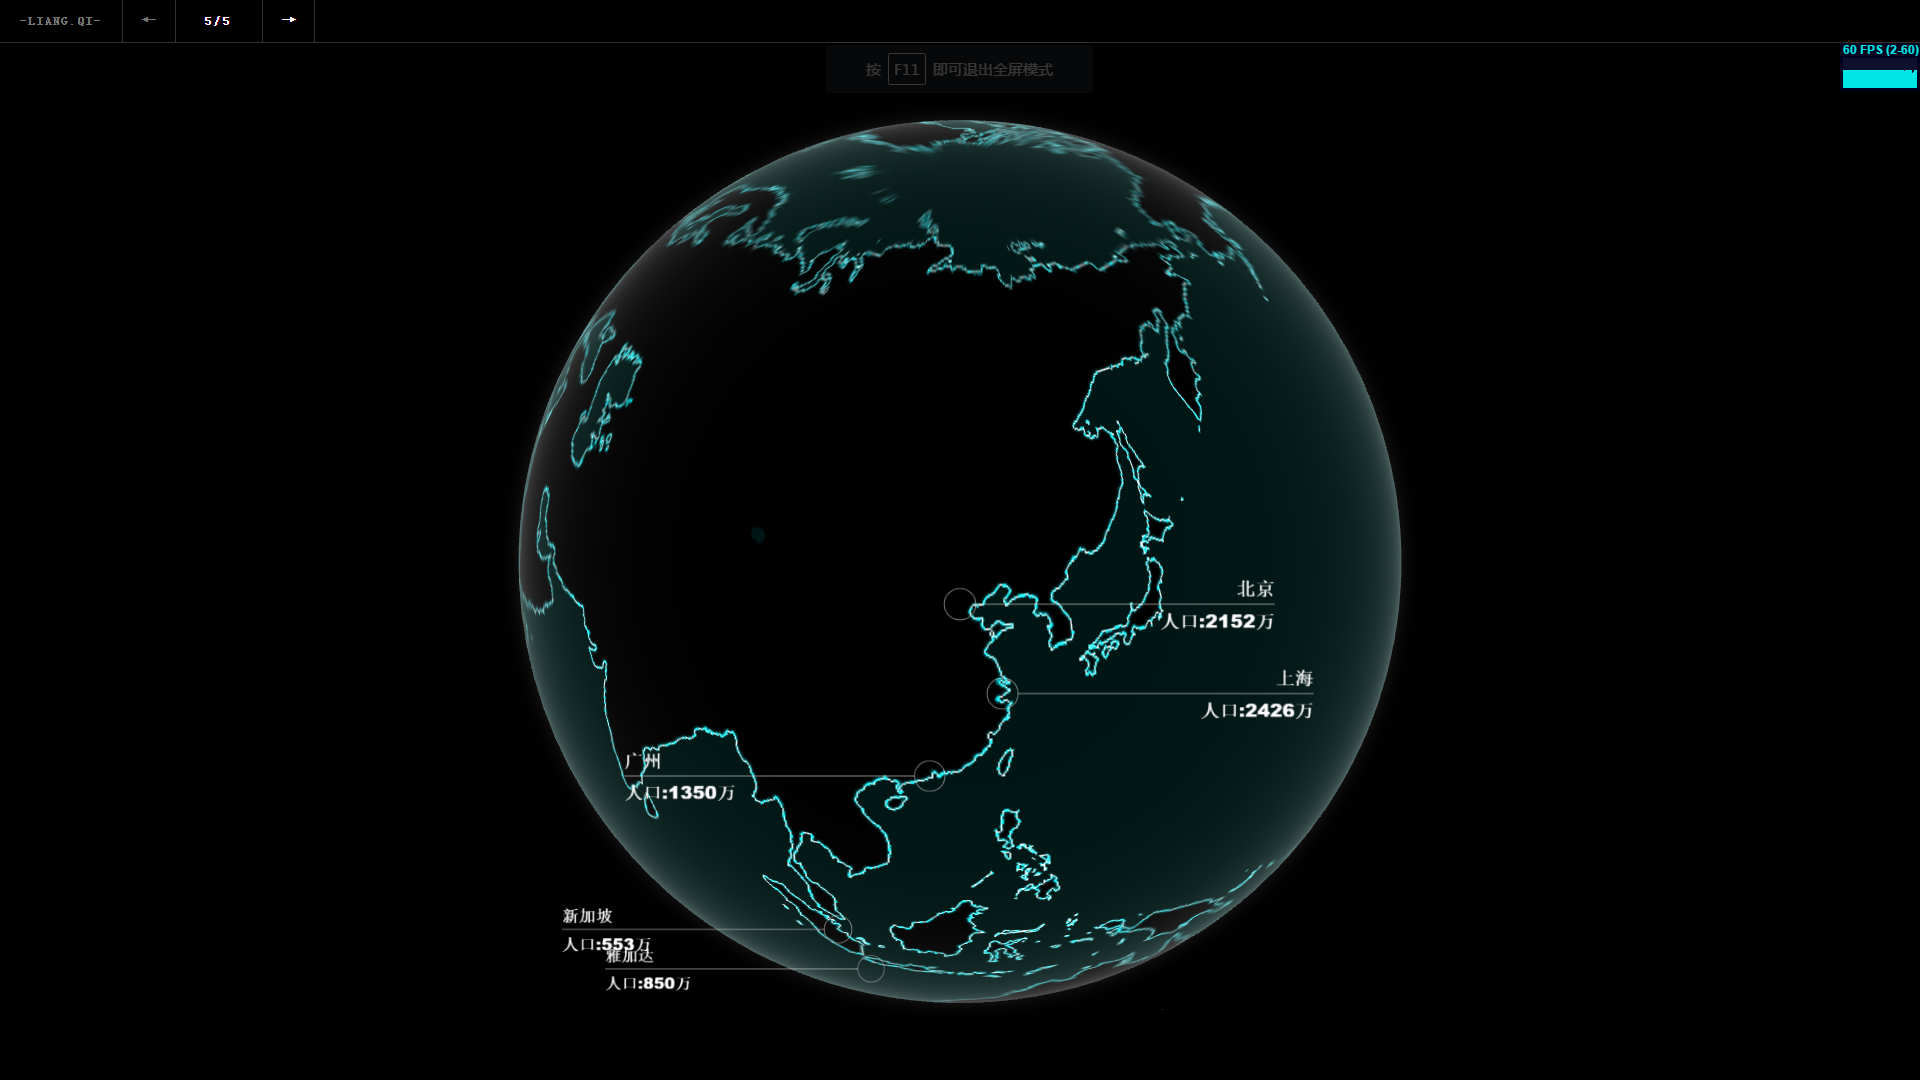 -LIANG.QI-
←
5/5
→
60 FPS (2-60)
按 F11 即可退出全屏模式
北京
人口:2152万
上海
人口:2426万
广州
人口:1350万
新加坡
人口:553万
雅加达
人口:850万